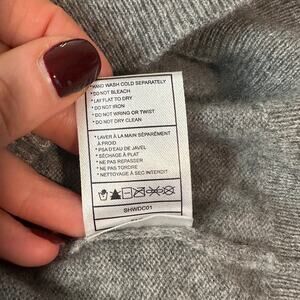 *HAND WASH COLD SEPARATELY
*DO NOT BLEACH
*LAY FLAT TO DRY
*DO NOT IRON
*DO NOT WRING OR TWIST
*DO NOT DRY CLEAN
*LAVER À LA MAIN SÉPARÉMENT
À FROID
*PSA D'EAU DE JAVEL
*SÉCHAGE À PLAT
*NE PAS REPASSER
*NE PAS TORDRE
*NETTOYAGE À SEC INTERDIT
SHWDC01